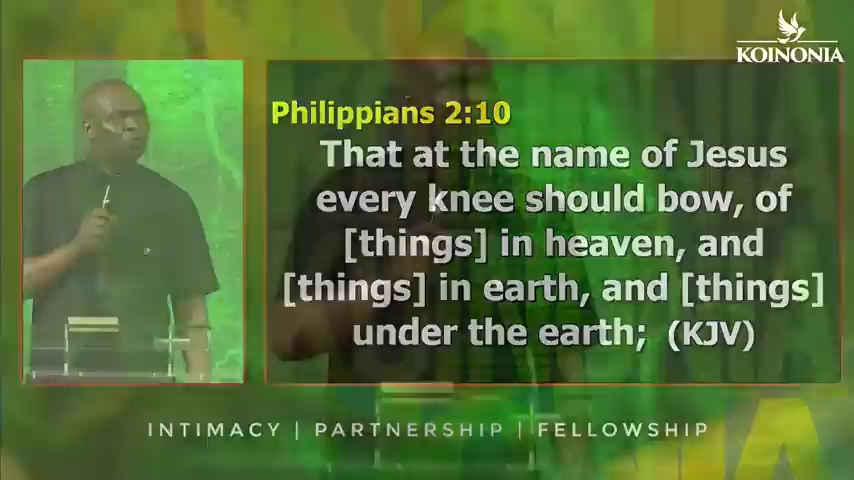 KOINONIA
Philippians 2:10
That at the name of Jesus
every knee should bow, of
[things] in heaven, and
[things] in earth, and [things]
under the earth; (KJV)
INTIMACY | PARTNERSHIP | FELLOWSHIP